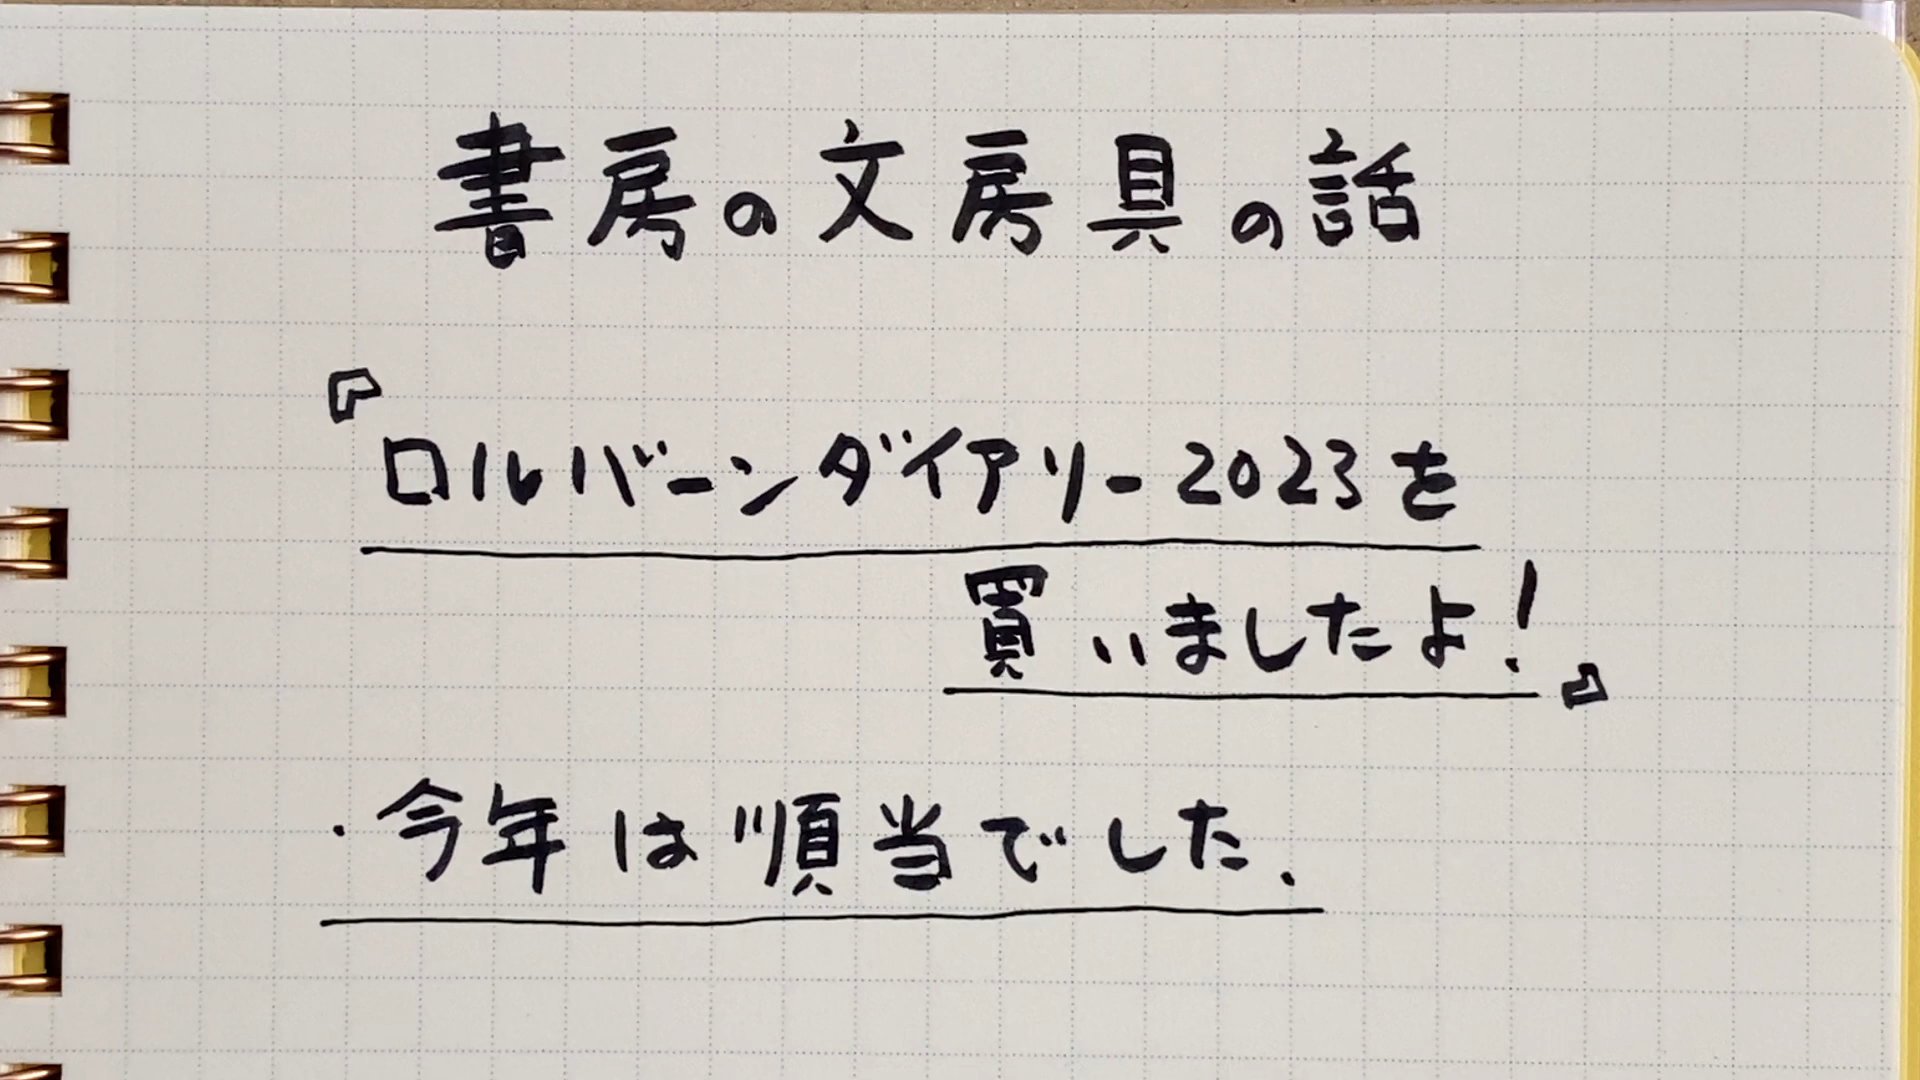 書房の文房具の話
『ロルバーンダイアリー2023を
買いましたよ!』
・今年は順当でした.